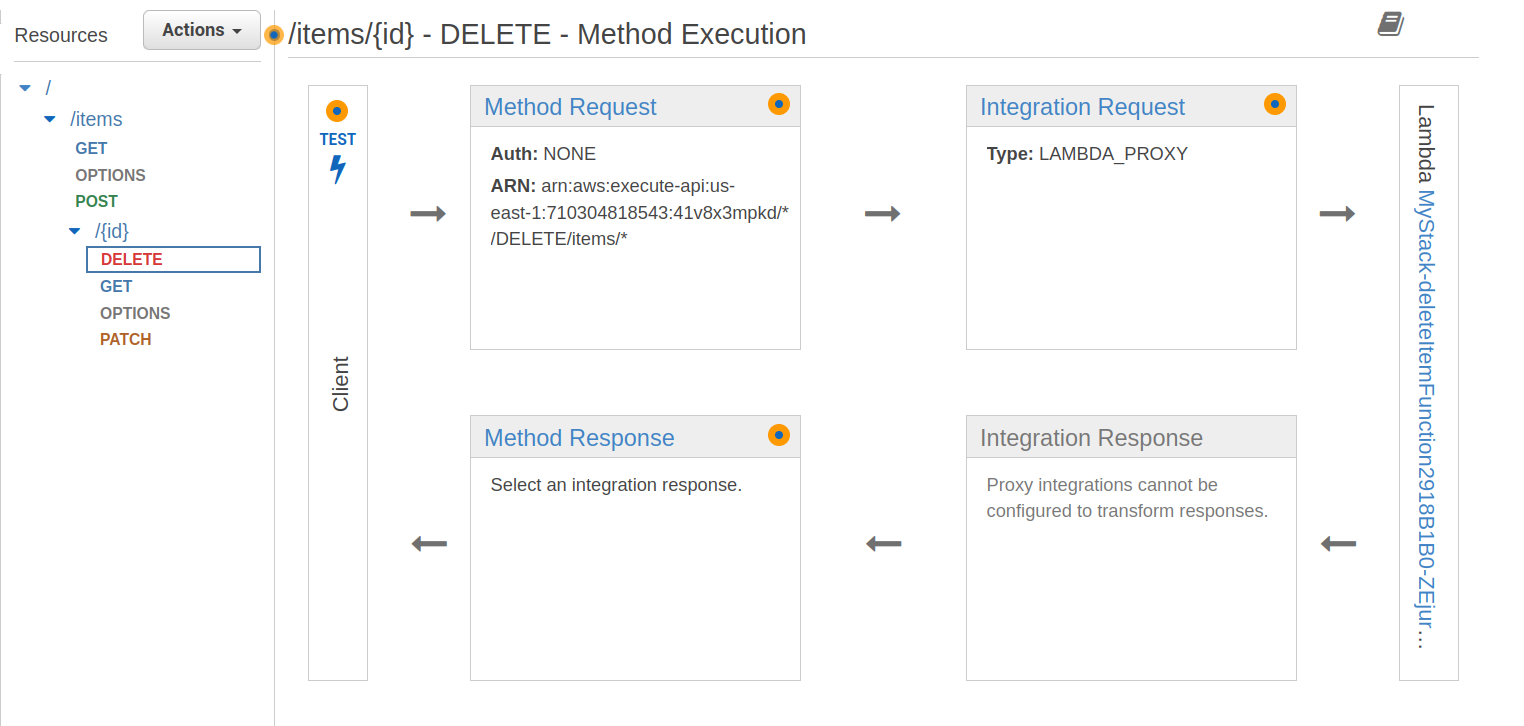 Resources
Actions
/
/items
GET
OPTIONS
POST
/{id}
DELETE
GET
OPTIONS
PATCH
/items/{id} - DELETE - Method Execution
TEST
Client
Method Request
Auth: NONE
ARN: arn:aws:execute-api:us-
east-1:710304818543:41v8x3mpkd/*
/DELETE/items/*
Integration Request
Type: LAMBDA_PROXY
Lambda MyStack-deleteItemFunction2918B1B0-ZEjur…
Method Response
Select an integration response.
Integration Response
Proxy integrations cannot be
configured to transform responses.